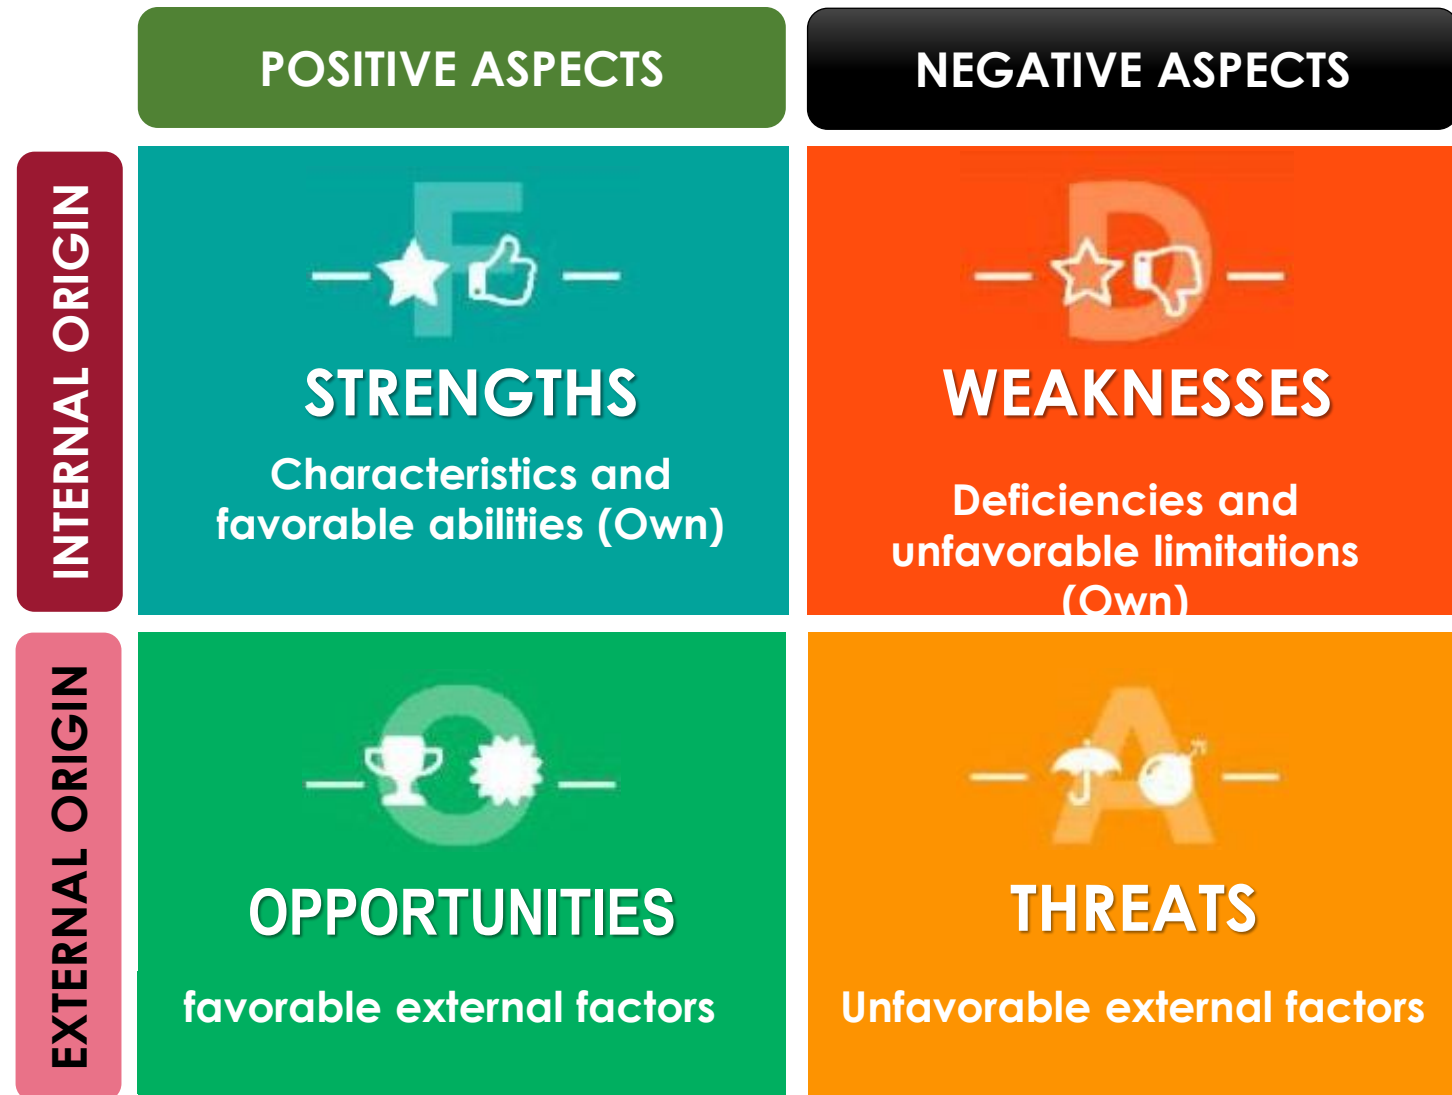 POSITIVE ASPECTS
NEGATIVE ASPECTS
INTERNAL ORIGIN
F
STRENGTHS
Characteristics and
favorable abilities (Own)
D
WEAKNESSES
Deficiencies and
unfavorable limitations
(Own)
EXTERNAL ORIGIN
O
OPPORTUNITIES
favorable external factors
A
THREATS
Unfavorable external factors